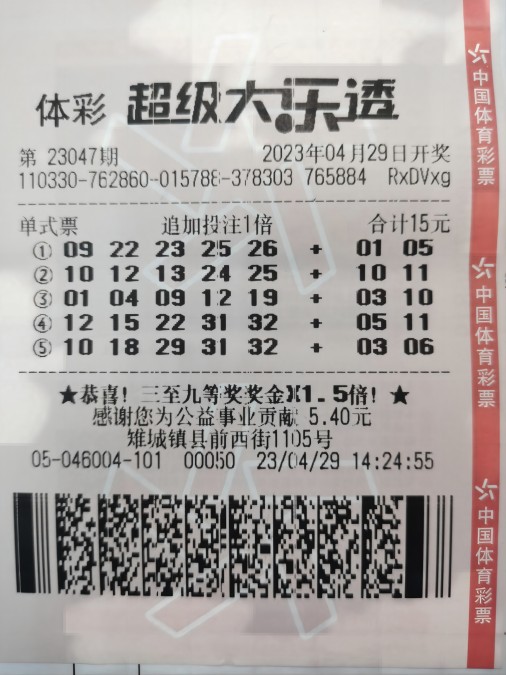 体彩 超级大乐透
第 23047期 2023年04月29日开奖
110330-762860-015788-378303 765884 RxDVxg
单式票 追加投注1倍 合计15元
① 09 22 23 25 26 + 01 05
② 10 12 13 24 25 + 10 11
③ 01 04 09 12 19 + 03 10
④ 12 15 22 31 32 + 05 11
⑤ 10 18 29 31 32 + 03 06
★恭喜! 三至九等奖奖金X1.5倍! ★
感谢您为公益事业贡献 5.40元
雉城镇县前西街1105号
05-046004-101 00050 23/04/29 14:24:55
中国体育彩票
中国体育彩票
中国体育彩票